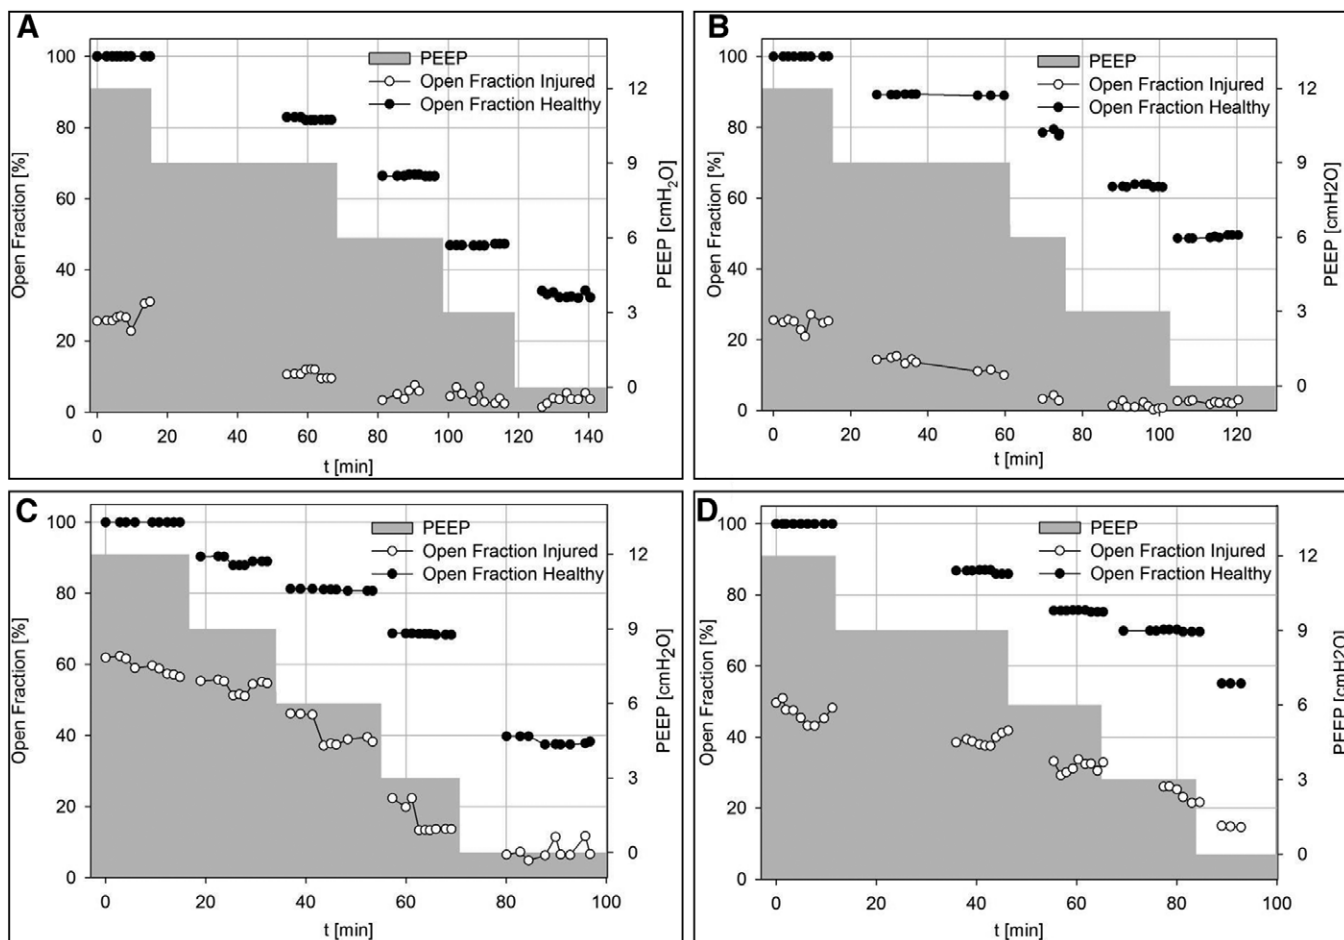 A
100
80
60
40
20
0
Open Fraction [%]
PEEP
Open Fraction Injured
Open Fraction Healthy
12
9
6
3
0
PEEP [cmH2O]
0 20 40 60 80 100 120 140
t [min]
B
100
80
60
40
20
0
Open Fraction [%]
PEEP
Open Fraction Injured
Open Fraction Healthy
12
9
6
3
0
PEEP [cmH2O]
0 20 40 60 80 100 120
t [min]
C
100
80
60
40
20
0
Open Fraction [%]
PEEP
Open Fraction Injured
Open Fraction Healthy
12
9
6
3
0
PEEP [cmH2O]
0 20 40 60 80 100
t [min]
D
100
80
60
40
20
0
Open Fraction [%]
PEEP
Open Fraction Injured
Open Fraction Healthy
12
9
6
3
0
PEEP [cmH2O]
0 20 40 60 80 100
t [min]